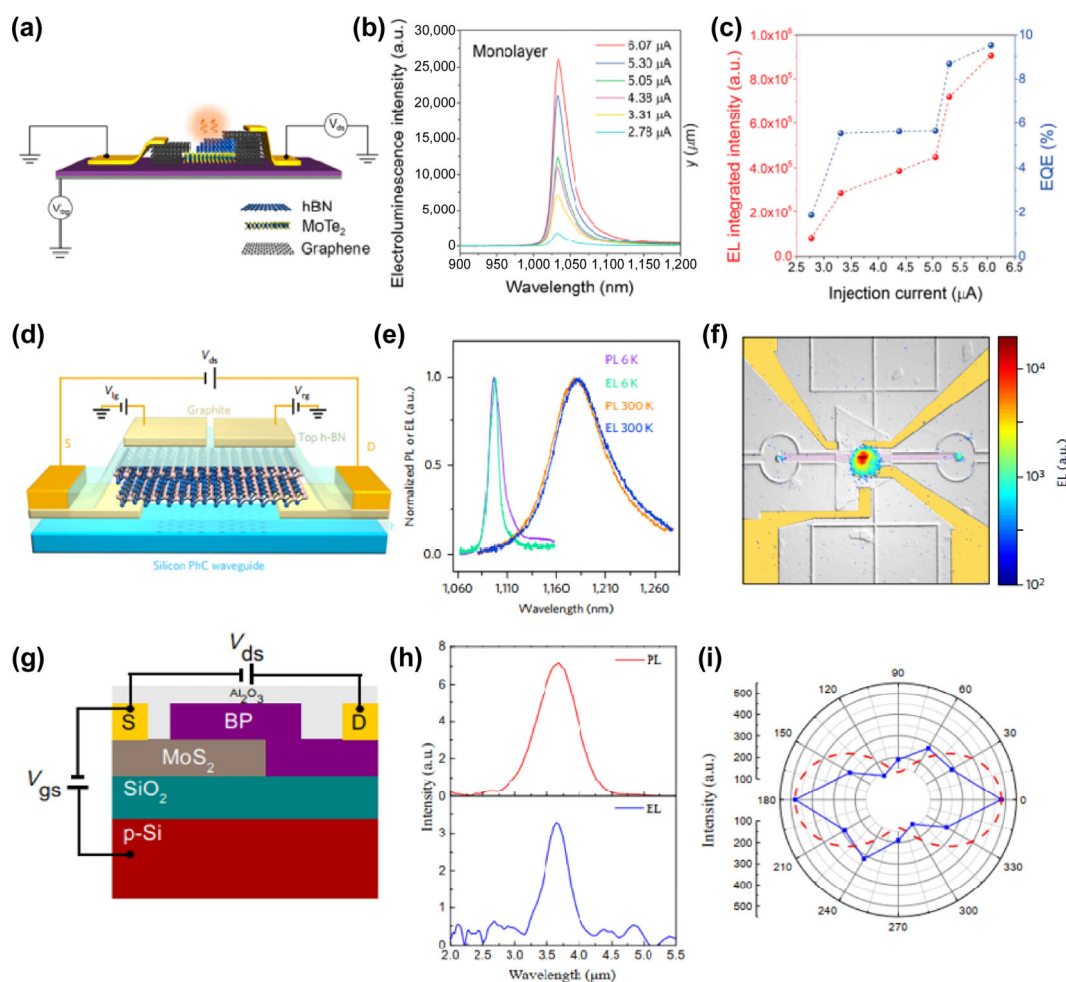 (a)
V_ds
V_tbg
hBN
MoTe₂
Graphene
(b)
Monolayer
6.07 μA
5.30 μA
5.05 μA
4.38 μA
3.31 μA
2.78 μA
Electroluminescence intensity (a.u.)
30,000
25,000
20,000
15,000
10,000
5,000
0
900 950 1,000 1,050 1,100 1,150 1,200
Wavelength (nm)
y (μm)
(c)
EL integrated intensity (a.u.)
1.0x10⁶
8.0x10⁵
6.0x10⁵
4.0x10⁵
2.0x10⁵
0.0
2.5 3.0 3.5 4.0 4.5 5.0 5.5 6.0 6.5
Injection current (μA)
10
8
6
4
2
0
EQE (%)
(d)
V_ds
V_lg
V_rg
Graphite
Top h-BN
S
D
Silicon PhC waveguide
(e)
PL 6 K
EL 6 K
PL 300 K
EL 300 K
Normalized PL or EL (a.u.)
1.0
0.5
0.0
1,060 1,110 1,160 1,210 1,260
Wavelength (nm)
(f)
10⁴
10³
10²
EL (a.u.)
(g)
V_ds
Al₂O₃
S
BP
D
MoS₂
V_gs
SiO₂
p-Si
(h)
8
6
4
2
0
PL
Intensity (a.u.)
3
2
1
0
EL
2.0 2.5 3.0 3.5 4.0 4.5 5.0 5.5
Wavelength (μm)
(i)
Intensity (a.u.)
500
400
300
200
100
100
200
300
400
500
90
120
60
150
30
180
0
210
330
240
300
270